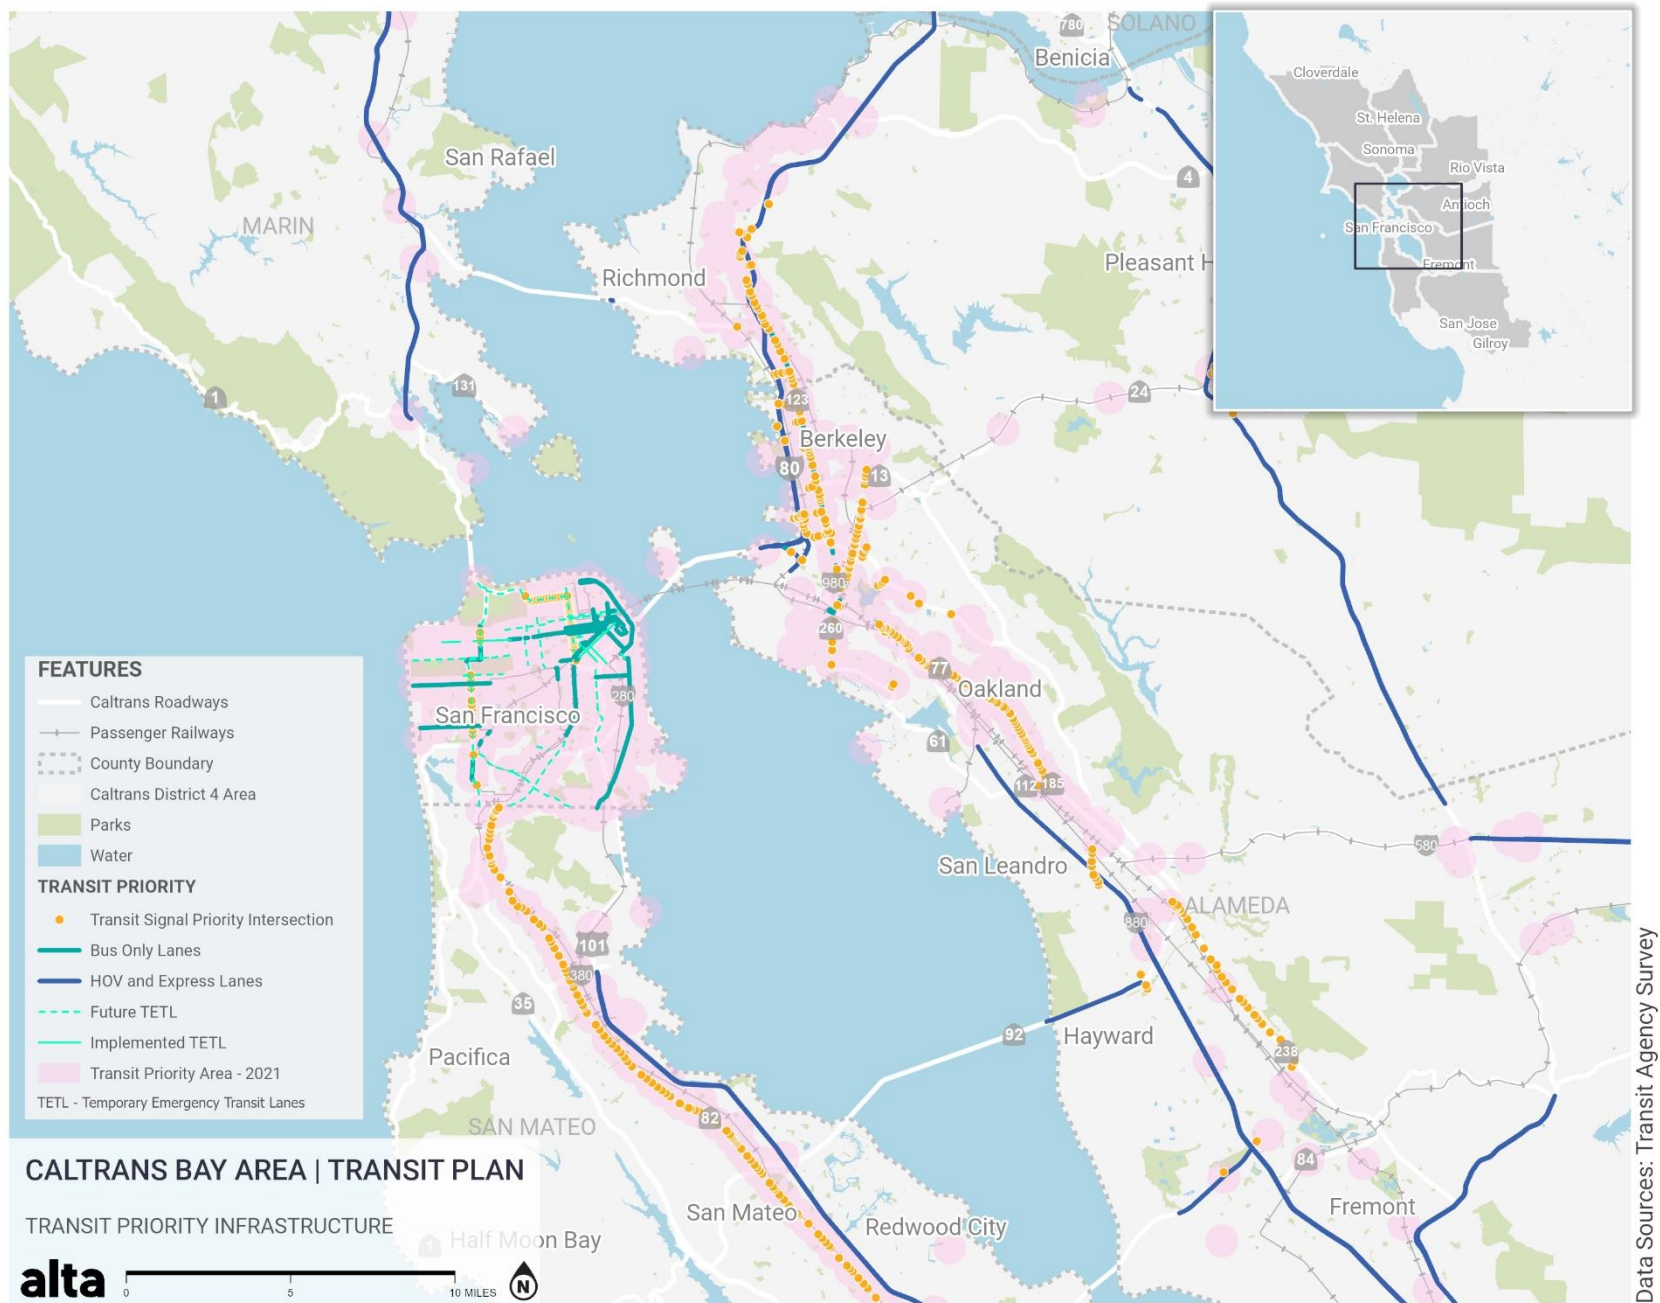 780
SOLANO
Benicia
Cloverdale
St. Helena
Sonoma
Rio Vista
Antioch
San Francisco
Fremont
San Jose
Gilroy
San Rafael
4
MARIN
Richmond
Pleasant H
1
131
24
123
Berkeley
80
13
980
260
FEATURES
Caltrans Roadways
Passenger Railways
County Boundary
Caltrans District 4 Area
Parks
Water
TRANSIT PRIORITY
Transit Signal Priority Intersection
Bus Only Lanes
HOV and Express Lanes
Future TETL
Implemented TETL
Transit Priority Area - 2021
TETL - Temporary Emergency Transit Lanes
280
San Francisco
77
Oakland
61
112
185
580
San Leandro
ALAMEDA
880
101
380
35
92
Hayward
238
Pacifica
82
SAN MATEO
84
Fremont
San Mateo
Redwood City
CALTRANS BAY AREA | TRANSIT PLAN
TRANSIT PRIORITY INFRASTRUCTURE
1
Half Moon Bay
alta
0
5
10 MILES
N
Data Sources: Transit Agency Survey